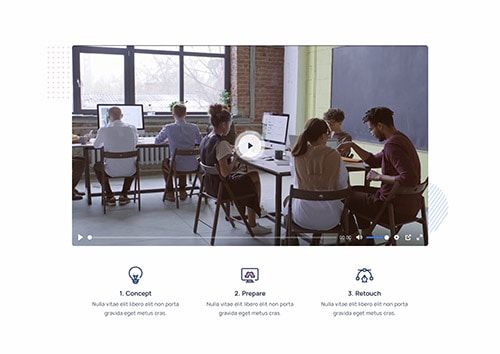 00:00
1. Concept
Nulla vitae elit libero elit non porta
gravida eget metus cras.
2. Prepare
Nulla vitae elit libero elit non porta
gravida eget metus cras.
3. Retouch
Nulla vitae elit libero elit non porta
gravida eget metus cras.